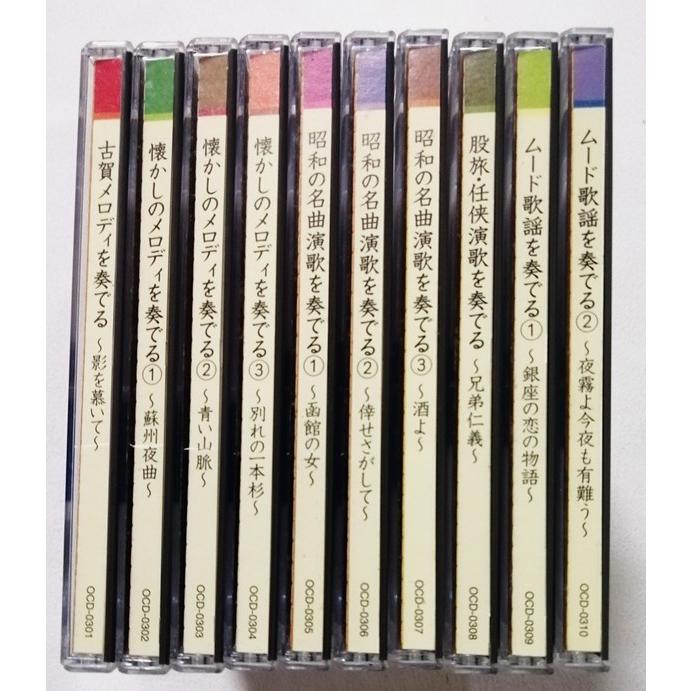 古賀メロディを奏でる ～影を慕いて～
OCD-0301
懐かしのメロディを奏でる① ～蘇州夜曲～
OCD-0302
懐かしのメロディを奏でる② ～青い山脈～
OCD-0303
懐かしのメロディを奏でる③ ～別れの一本杉～
OCD-0304
昭和の名曲演歌を奏でる① ～函館の女～
OCD-0305
昭和の名曲演歌を奏でる② ～倖せさがして～
OCD-0306
昭和の名曲演歌を奏でる③ ～酒よ～
OCD-0307
股旅・任侠演歌を奏でる ～兄弟仁義～
OCD-0308
ムード歌謡を奏でる① ～銀座の恋の物語～
OCD-0309
ムード歌謡を奏でる② ～夜霧よ今夜も有難う～
OCD-0310